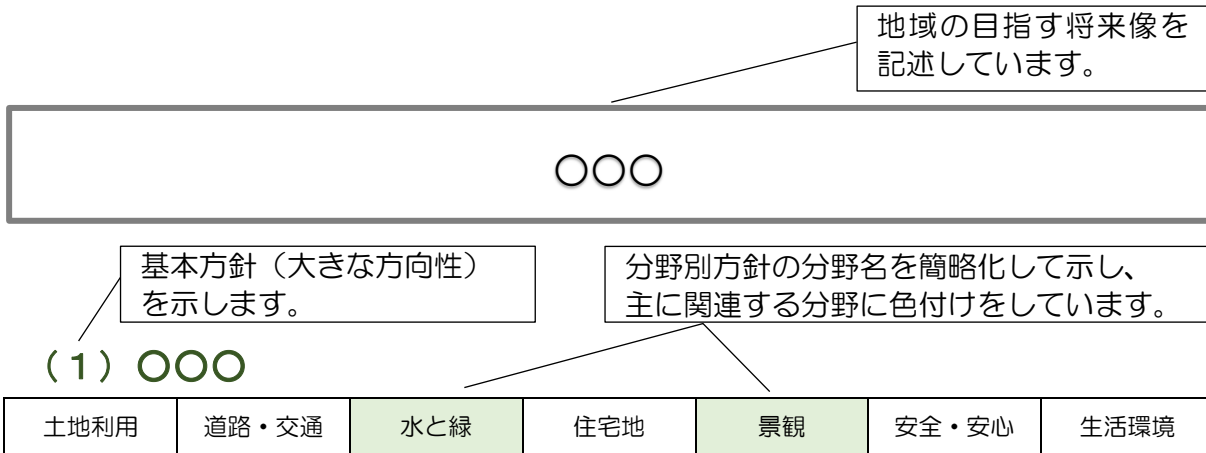 地域の目指す将来像を
記述しています。
○○○
基本方針（大きな方向性）
を示します。
分野別方針の分野名を簡略化して示し、
主に関連する分野に色付けをしています。
（１）○○○
土地利用 道路・交通 水と緑 住宅地 景観 安全・安心 生活環境